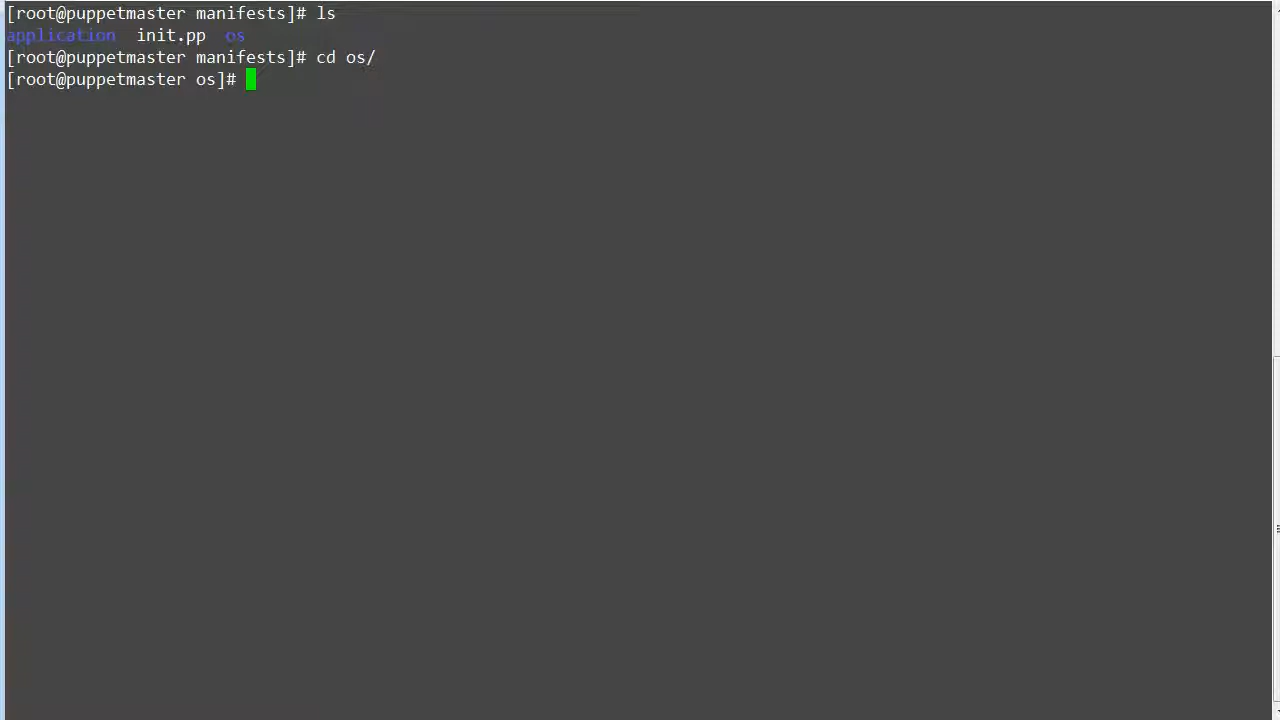 [root@puppetmaster manifests]# ls
application  init.pp  os
[root@puppetmaster manifests]# cd os/
[root@puppetmaster os]#